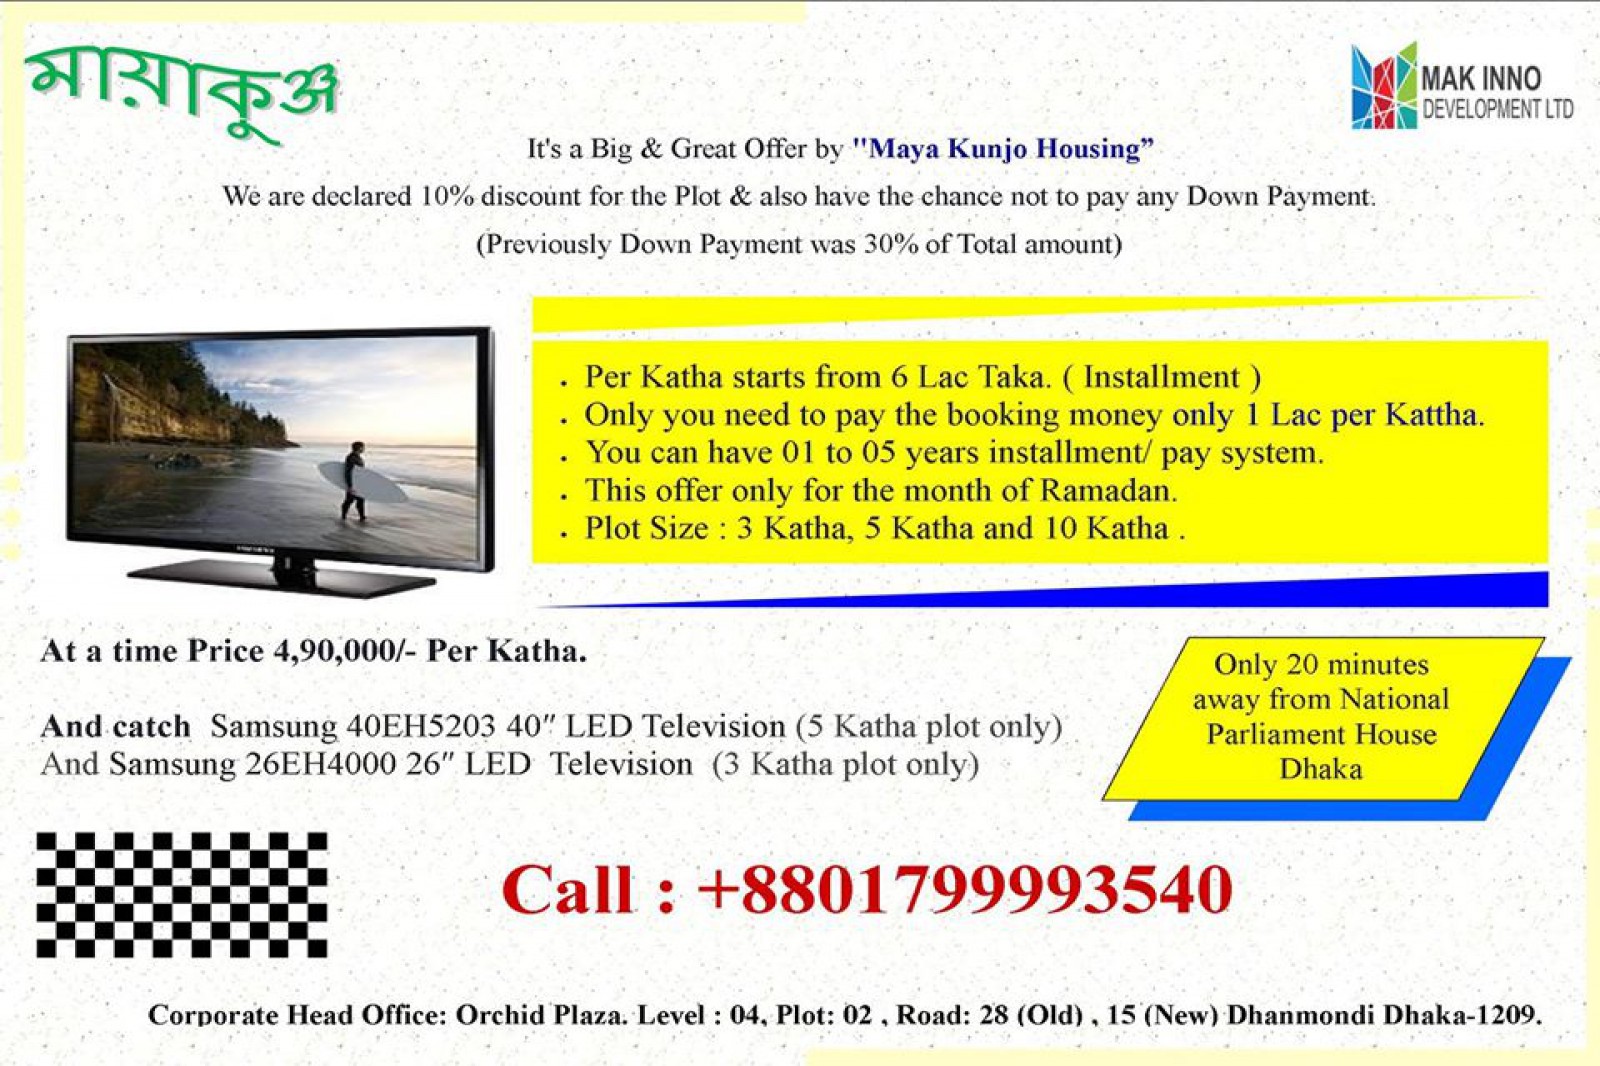 মায়াকুঞ্জ
MAK INNO
DEVELOPMENT LTD
It's a Big & Great Offer by "Maya Kunjo Housing”
We are declared 10% discount for the Plot & also have the chance not to pay any Down Payment.
(Previously Down Payment was 30% of Total amount)
• Per Katha starts from 6 Lac Taka. ( Installment )
• Only you need to pay the booking money only 1 Lac per Kattha.
• You can have 01 to 05 years installment/ pay system.
• This offer only for the month of Ramadan.
• Plot Size : 3 Katha, 5 Katha and 10 Katha .
At a time Price 4,90,000/- Per Katha.
And catch Samsung 40EH5203 40″ LED Television (5 Katha plot only)
And Samsung 26EH4000 26″ LED Television (3 Katha plot only)
Only 20 minutes
away from National
Parliament House
Dhaka
Call : +8801799993540
Corporate Head Office: Orchid Plaza. Level : 04, Plot: 02 , Road: 28 (Old) , 15 (New) Dhanmondi Dhaka-1209.